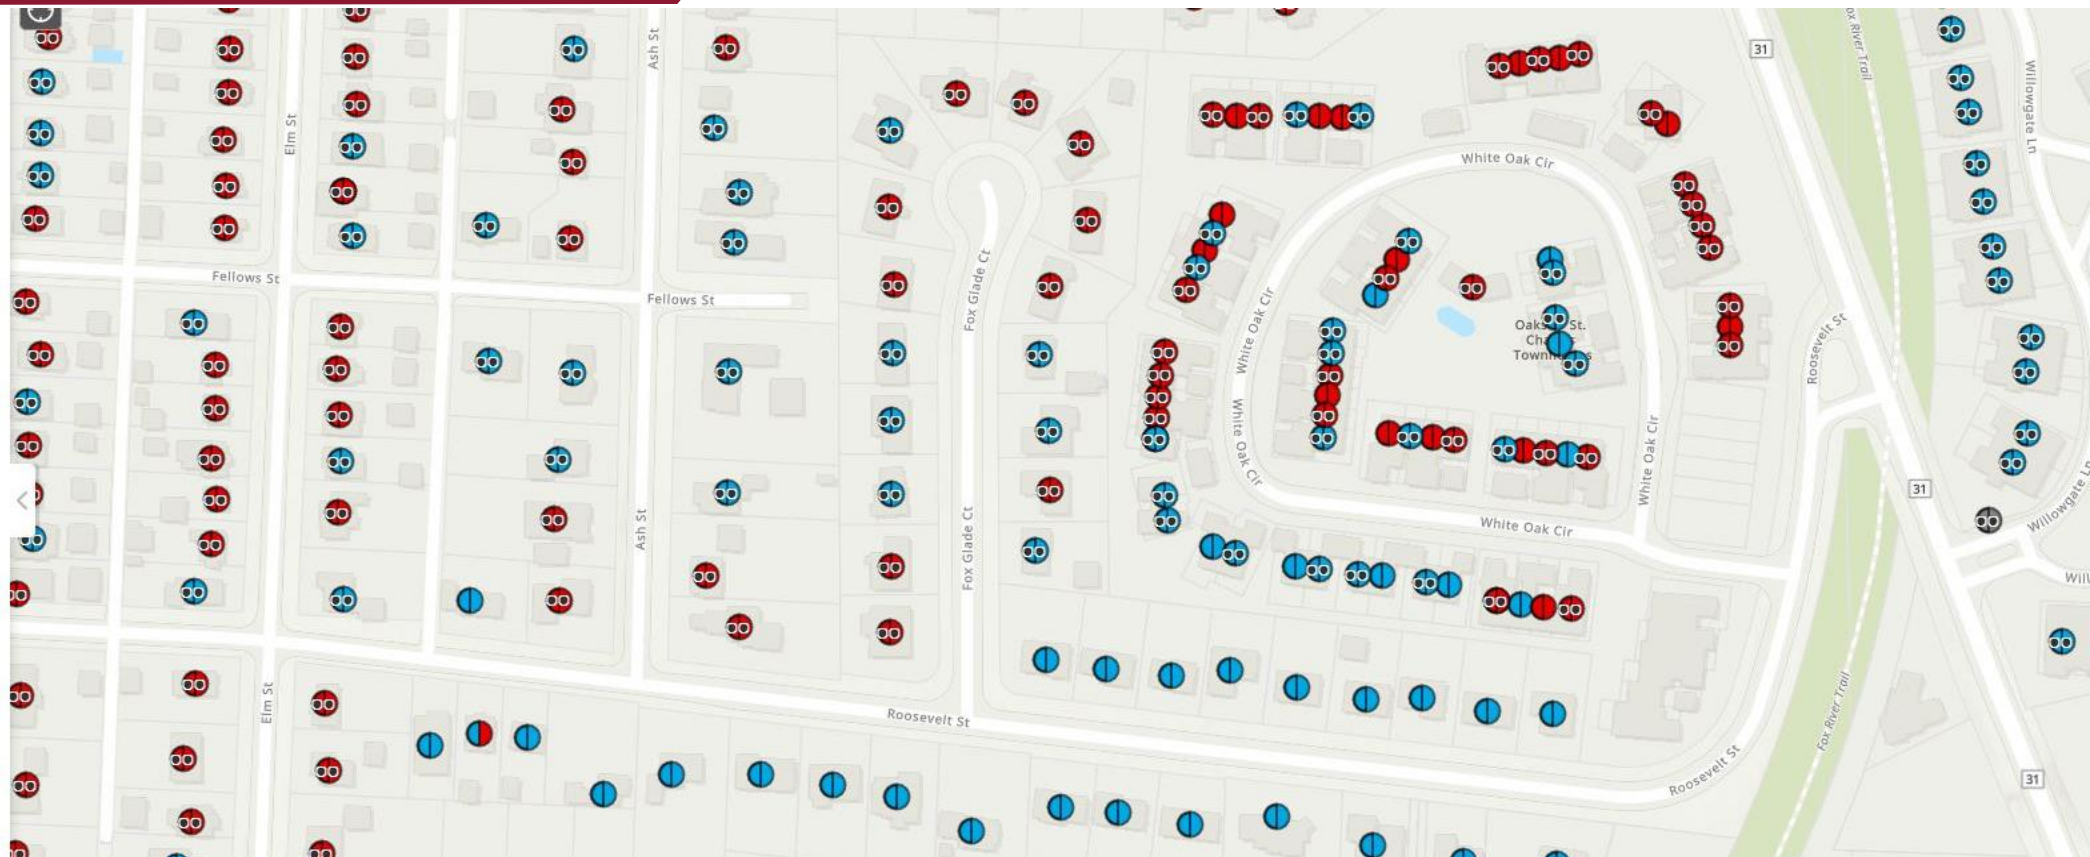 Ash St
31
Fox River Trail
Willowgate Ln
Elm St
White Oak Cir
Fellows St
Fellows St
Fox Glade Ct
White Oak Cir
Roosevelt St
White Oak Cir
White Oak Cir
Ash St
Fox Glade Ct
White Oak Cir
31
Willowgate Ln
Elm St
Roosevelt St
Fox River Trail
Roosevelt St
31